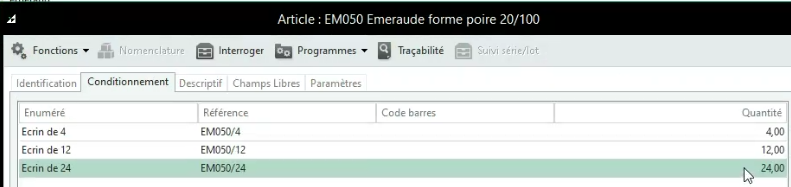 Article : EM050 Emeraude forme poire 20/100
Fonctions Nomenclature Interroger Programmes Traçabilité Suivi série/lot
Identification Conditionnement Descriptif Champs Libres Paramètres
Enuméré Référence Code barres Quantité
Ecrin de 4 EM050/4 4,00
Ecrin de 12 EM050/12 12,00
Ecrin de 24 EM050/24 24,00